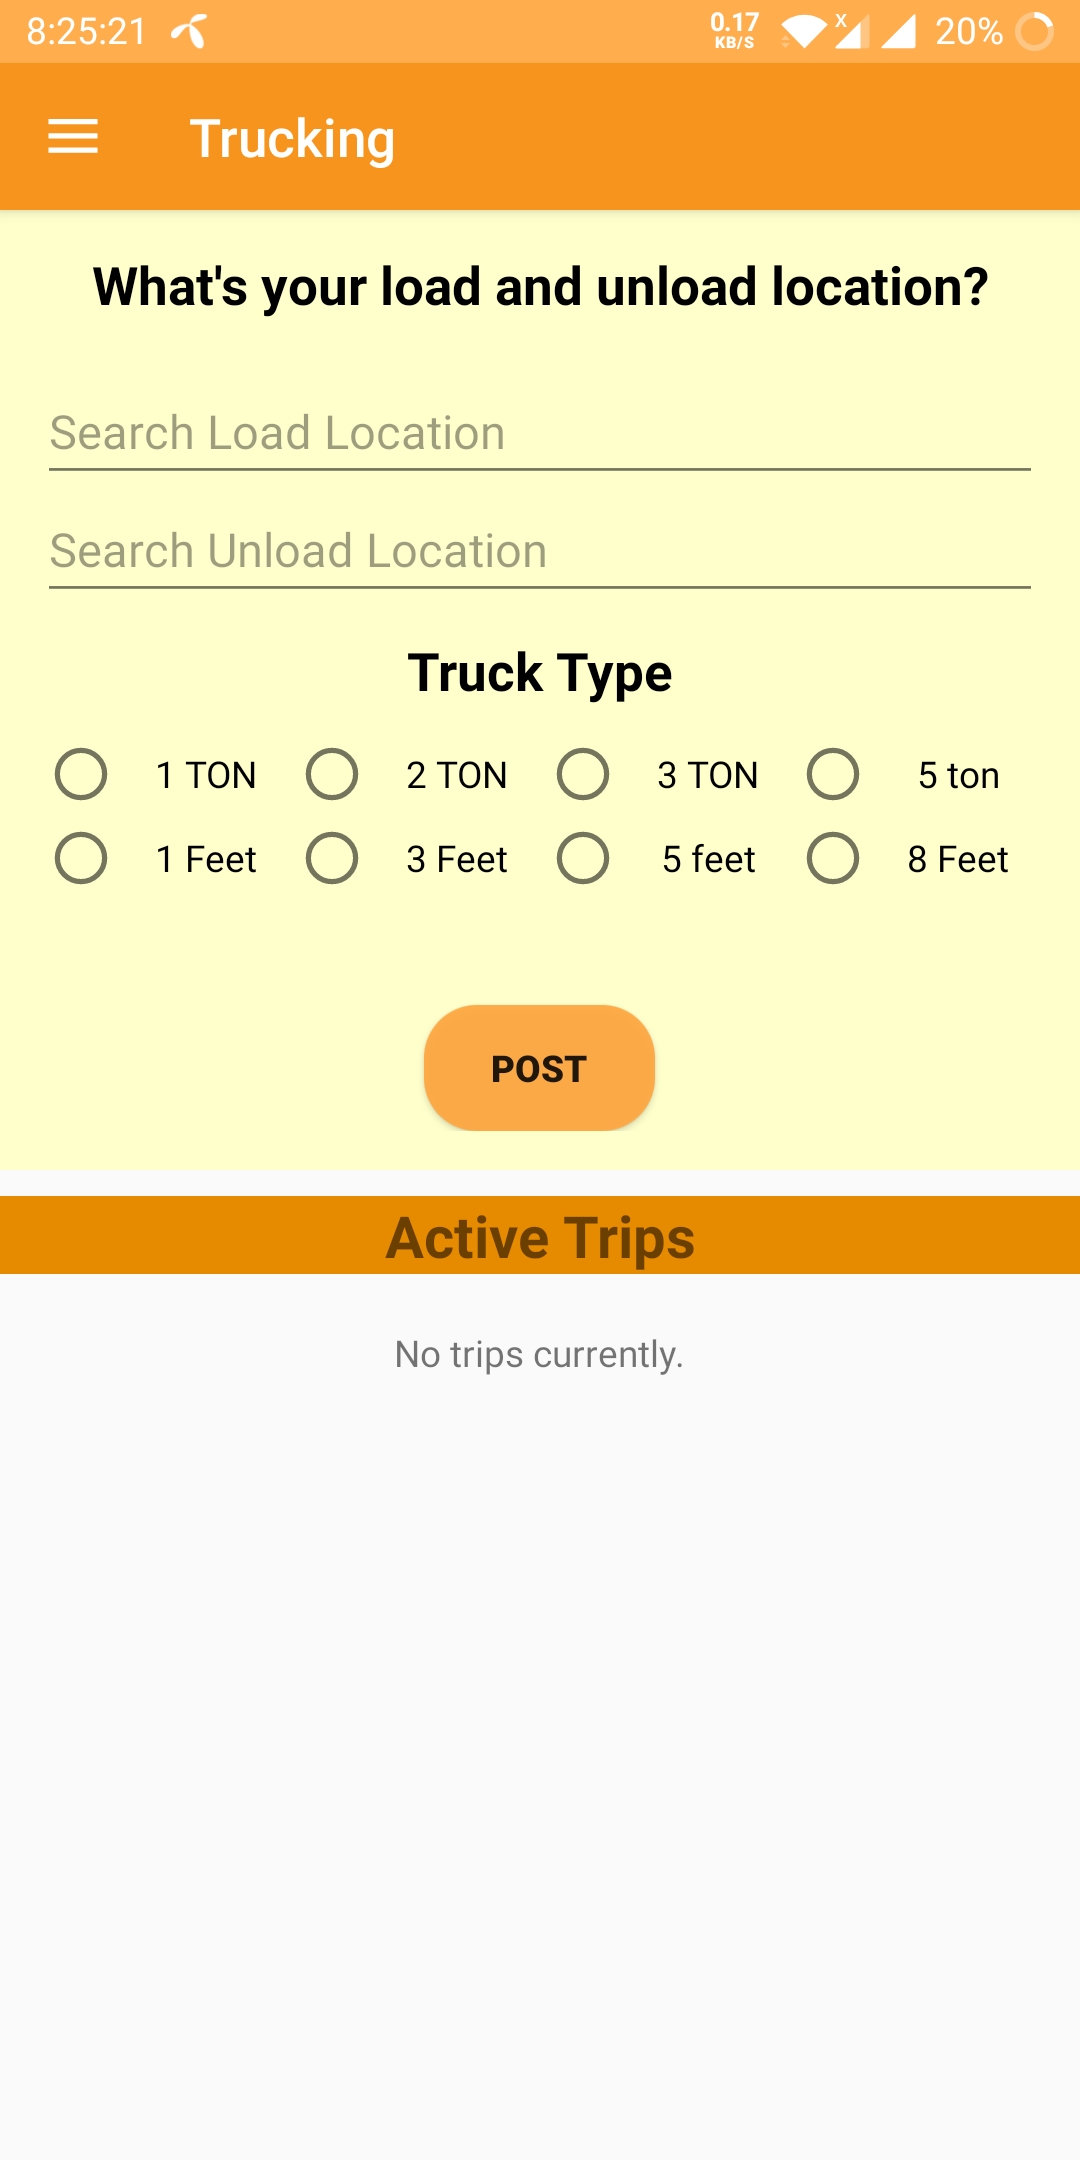 8:25:21 0.17 KB/S X 20%
Trucking
What's your load and unload location?
Search Load Location
Search Unload Location
Truck Type
1 TON 2 TON 3 TON 5 ton
1 Feet 3 Feet 5 feet 8 Feet
POST
Active Trips
No trips currently.